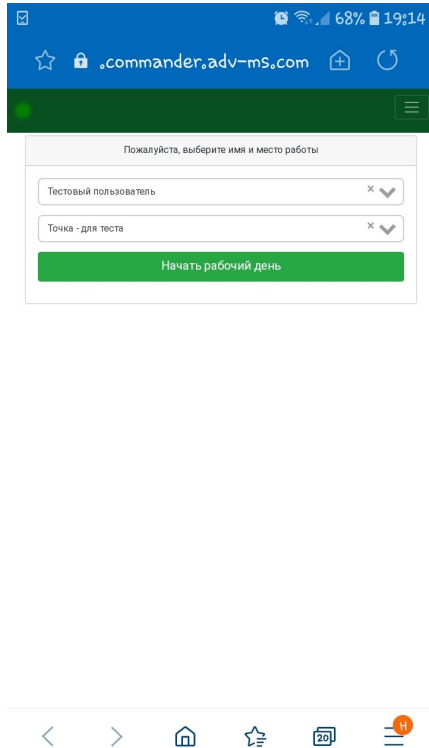 68% 19:14
.commander.adv-ms.com
Пожалуйста, выберите имя и место работы
Тестовый пользователь
×
Точка - для теста
×
Начать рабочий день
20
H